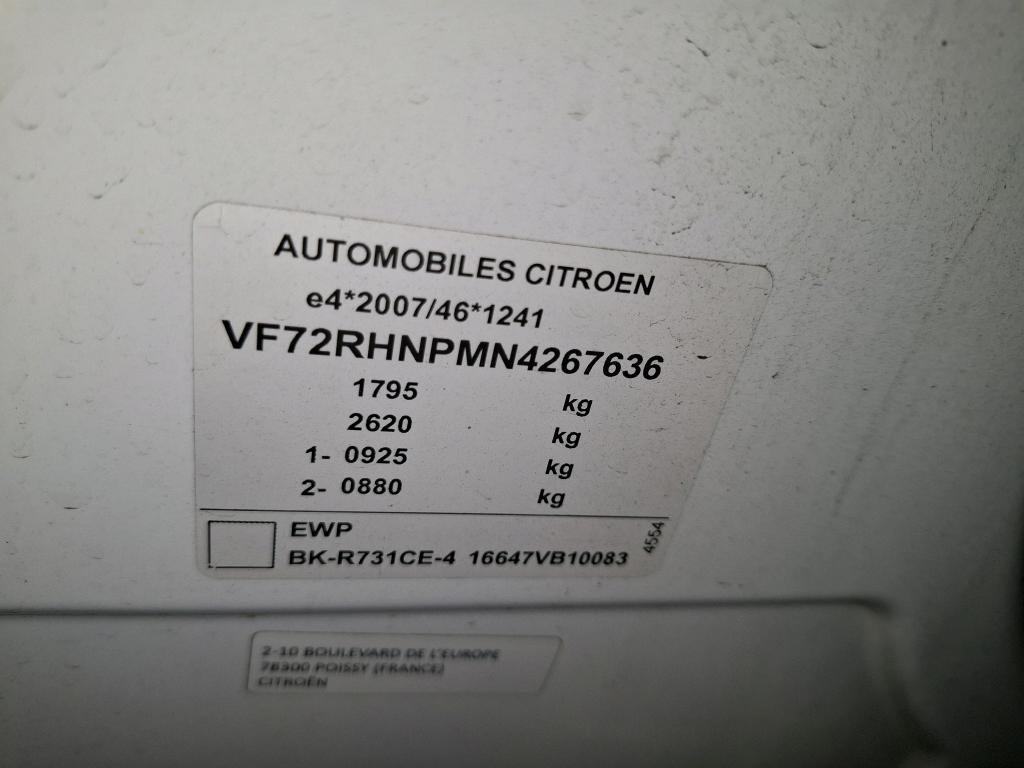 AUTOMOBILES CITROEN
e4*2007/46*1241
VF72RHNPMN4267636
1795 kg
2620 kg
1- 0925 kg
2- 0880 kg
EWP
BK-R731CE-4 16647VB10083
4554
2-10 BOULEVARD DE L'EUROPE
78300 POISSY (FRANCE)
CITROËN